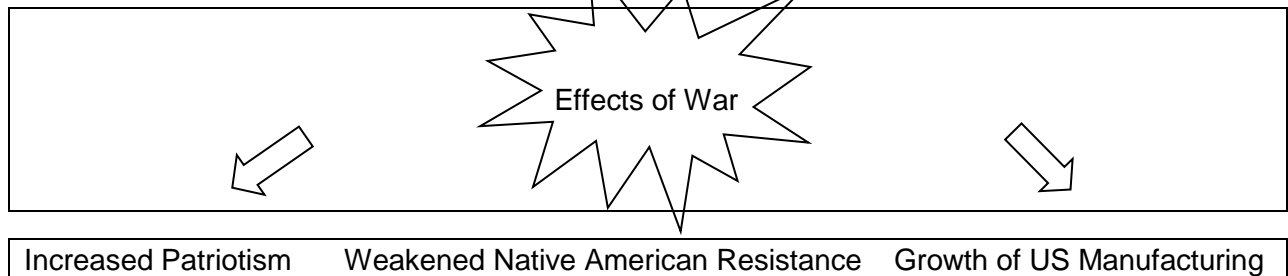 Effects of War
Increased Patriotism Weakened Native American Resistance Growth of US Manufacturing